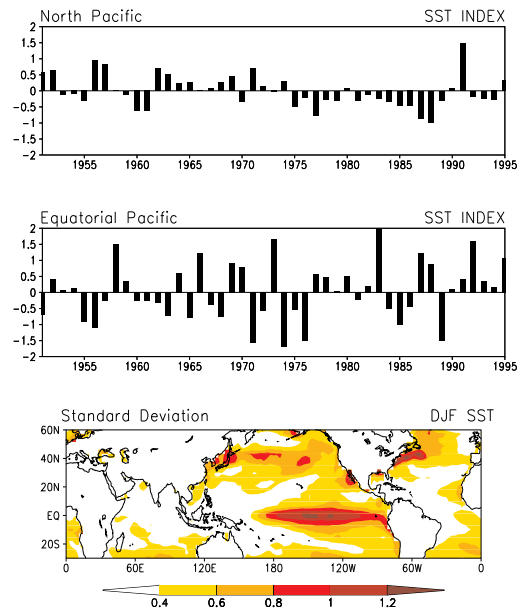 North Pacific SST INDEX
2
1.5
1
0.5
0
-0.5
-1
-1.5
-2
1955 1960 1965 1970 1975 1980 1985 1990 1995
Equatorial Pacific SST INDEX
2
1.5
1
0.5
0
-0.5
-1
-1.5
-2
1955 1960 1965 1970 1975 1980 1985 1990 1995
Standard Deviation DJF SST
60N
40N
20N
EQ
20S
0 60E 120E 180 120W 60W 0
0.4 0.6 0.8 1 1.2